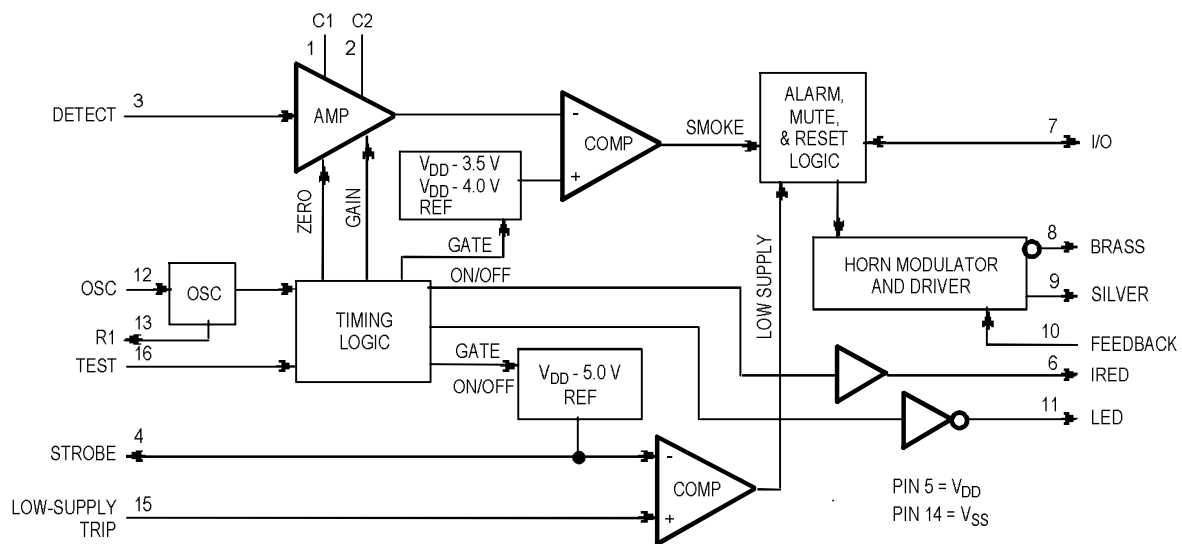 C1 C2
1 2
DETECT 3
AMP
-
+
COMP
SMOKE
ALARM,
MUTE,
& RESET
LOGIC
7 I/O
VDD - 3.5 V
VDD - 4.0 V
REF
ZERO
GAIN
GATE
ON/OFF
LOW SUPPLY
HORN MODULATOR
AND DRIVER
8 BRASS
9 SILVER
10 FEEDBACK
OSC 12
OSC
R1 13
TEST 16
TIMING
LOGIC
GATE
ON/OFF
VDD - 5.0 V
REF
6 IRED
11 LED
STROBE 4
-
+
COMP
LOW-SUPPLY
TRIP
15
PIN 5 = VDD
PIN 14 = VSS